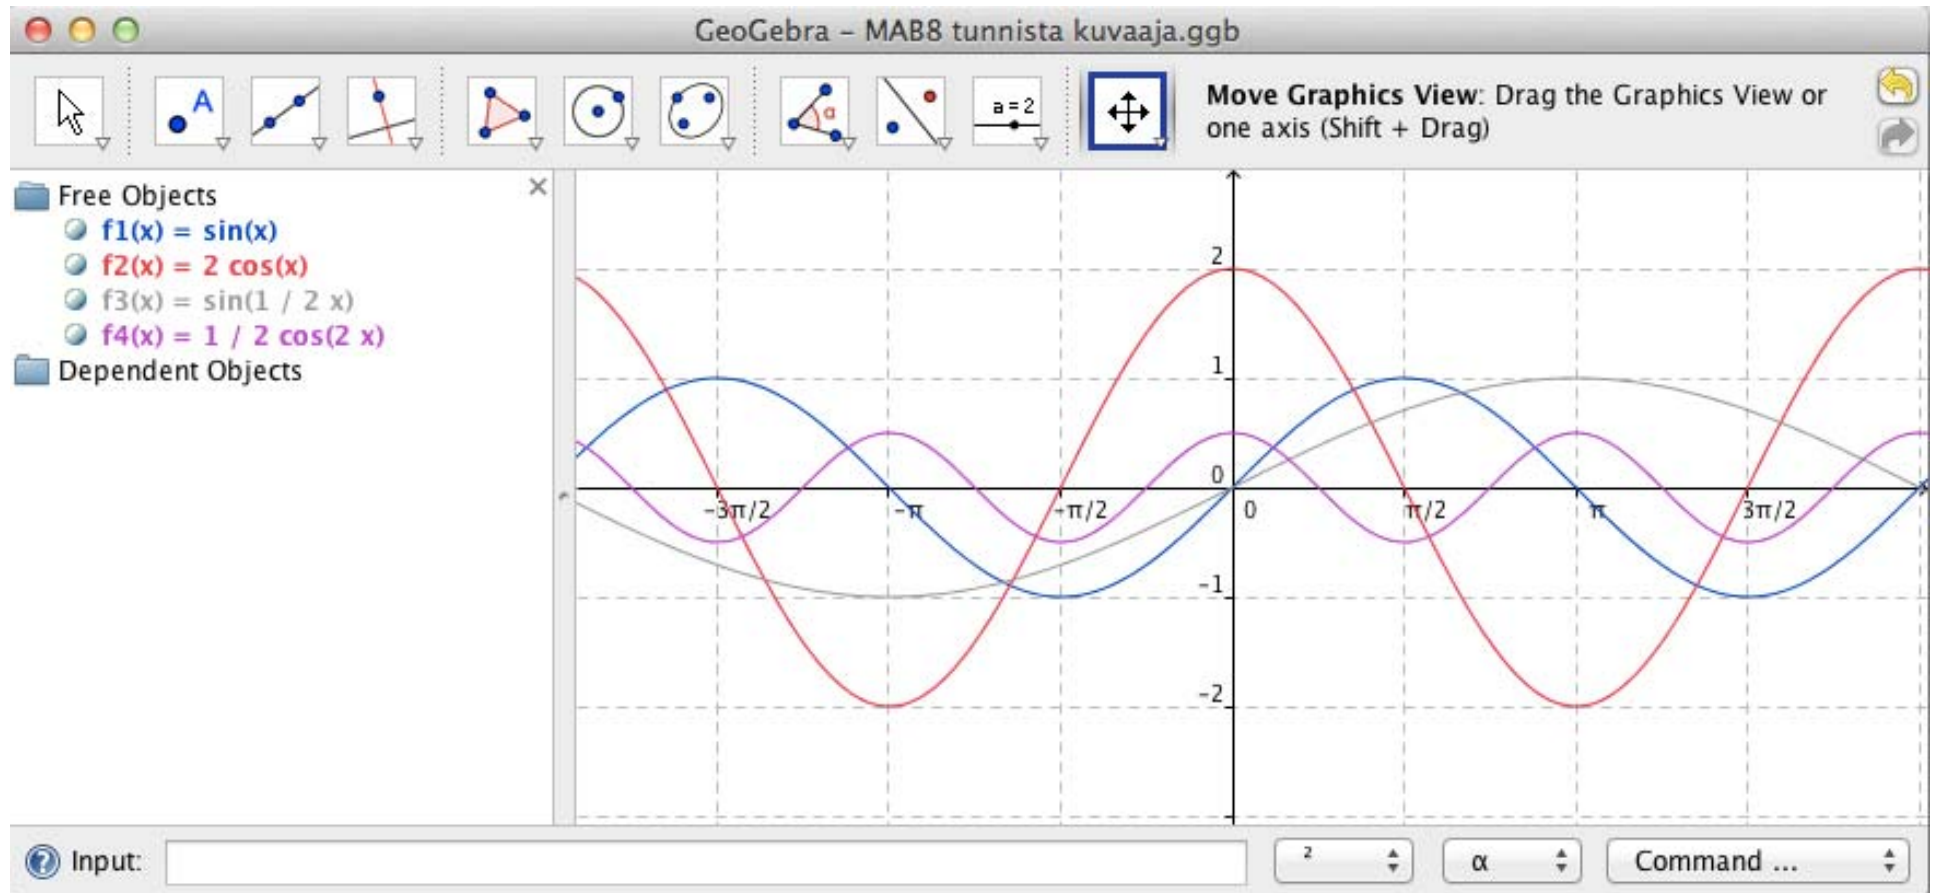 GeoGebra – MAB8 tunnista kuvaaja.ggb
A
α
a = 2
Move Graphics View: Drag the Graphics View or
one axis (Shift + Drag)
Free Objects
f1(x) = sin(x)
f2(x) = 2 cos(x)
f3(x) = sin(1 / 2 x)
f4(x) = 1 / 2 cos(2 x)
Dependent Objects
2
1
0
-3π/2
-π
-π/2
0
π/2
π
3π/2
-1
-2
? Input:
²
α
Command ...